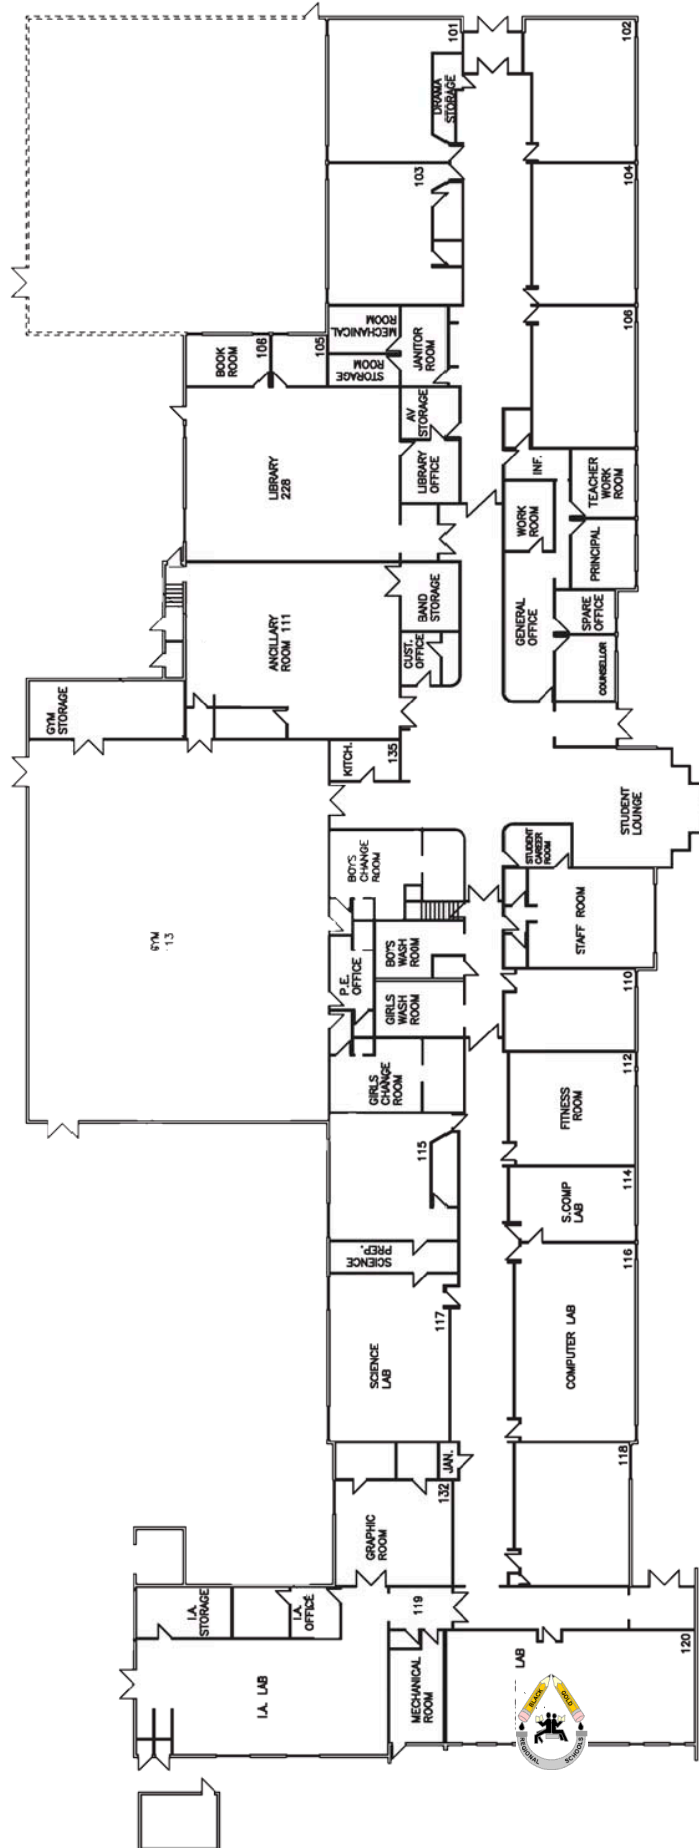 101
102
DRAMA
STORAGE
103
104
MECHANICAL
ROOM
106
BOOK
ROOM
106
105
STORAGE
ROOM
JANITOR
ROOM
AV
STORAGE
LIBRARY
228
LIBRARY
OFFICE
INF.
TEACHER
WORK
ROOM
WORK
ROOM
PRINCIPAL
ANCILLARY
ROOM 111
BAND
STORAGE
GENERAL
OFFICE
SPARE
OFFICE
CUST.
OFFICE
COUNSELLOR
GYM
STORAGE
KITCH.
135
STUDENT
LOUNGE
STUDENT
CAREER
ROOM
BOYS
CHANGE
ROOM
GYM
13
STAFF ROOM
BOYS
WASH
ROOM
P.E.
OFFICE
GIRLS
WASH
ROOM
110
GIRLS
CHANGE
ROOM
112
FITNESS
ROOM
115
114
S.COMP
LAB
SCIENCE
PREP.
116
COMPUTER LAB
117
SCIENCE
LAB
JAN.
118
132
GRAPHIC
ROOM
I.A.
STORAGE
I.A.
OFFICE
119
120
LAB
I.A. LAB
MECHANICAL
ROOM
BLACK
GOLD
REGIONAL
SCHOOLS